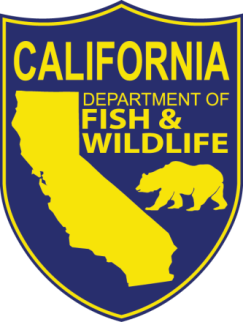 CALIFORNIA
DEPARTMENT OF
FISH &
WILDLIFE